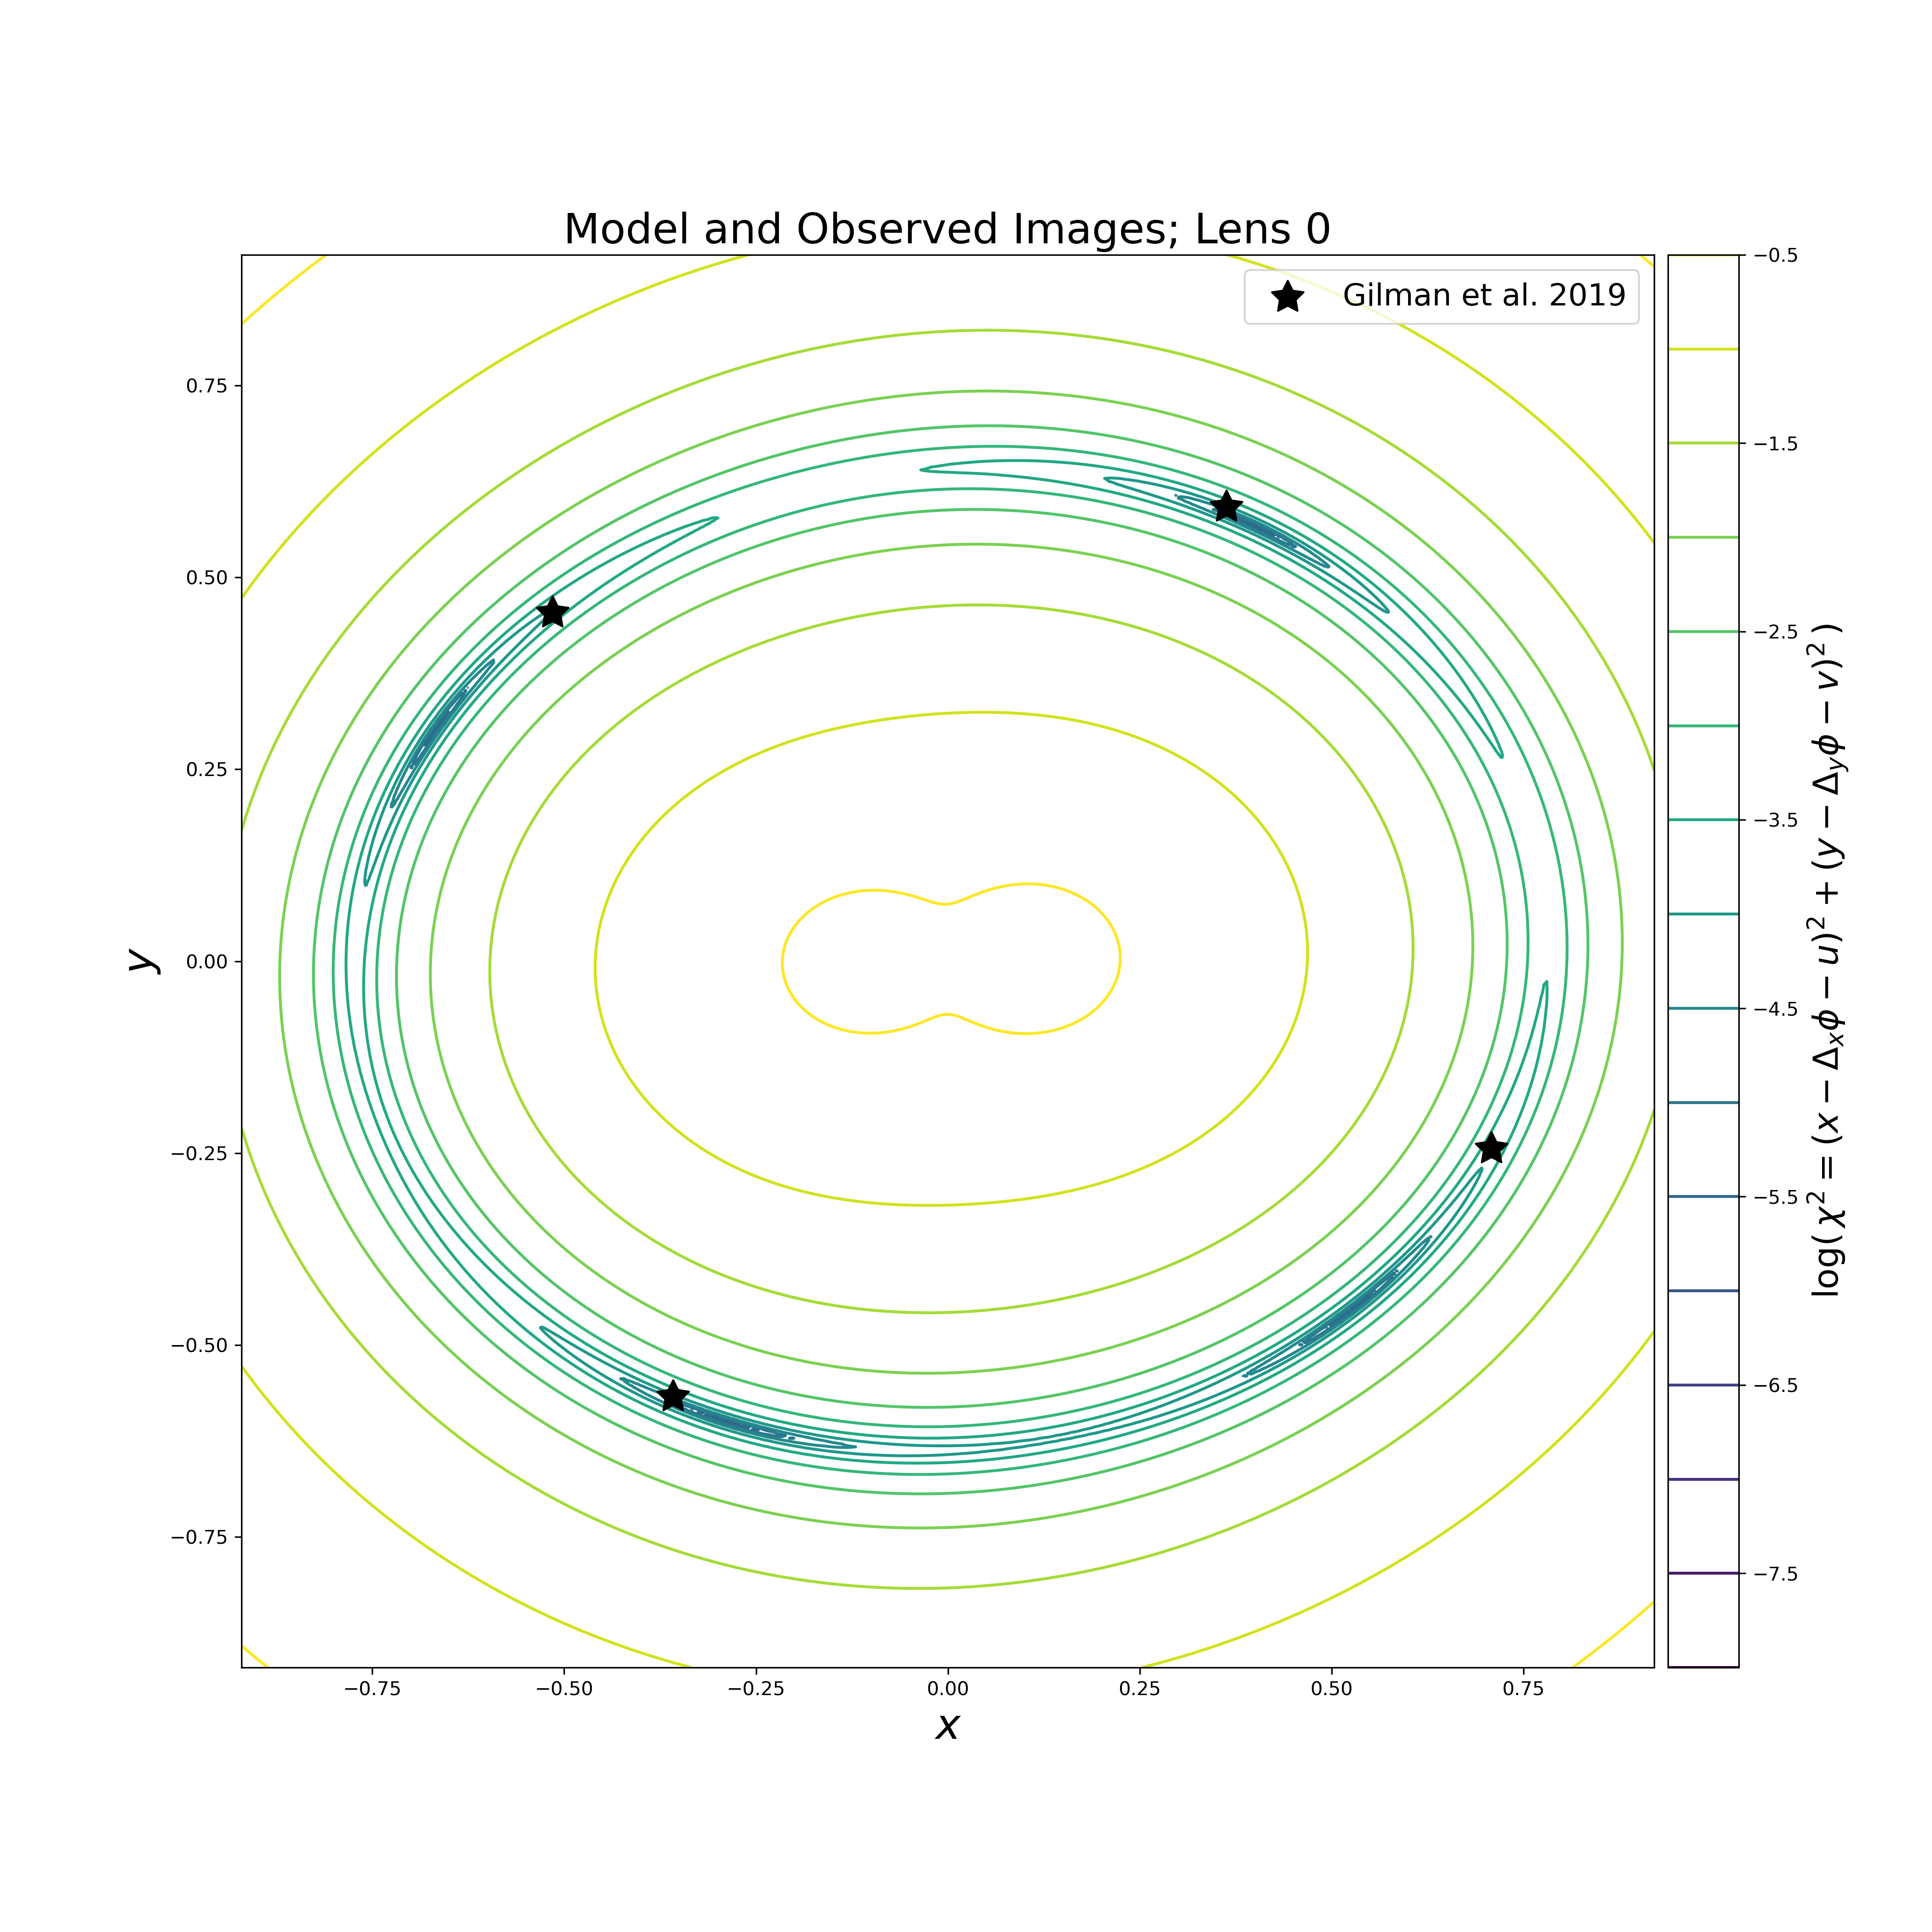 Model and Observed Images; Lens 0
Gilman et al. 2019
0.75
0.50
0.25
0.00
−0.25
−0.50
−0.75
y
−0.75 −0.50 −0.25 0.00 0.25 0.50 0.75
x
−0.5
−1.5
−2.5
−3.5
−4.5
−5.5
−6.5
−7.5
log(χ² = (x − Δₓϕ − u)² + (y − Δᵧϕ − v)² )